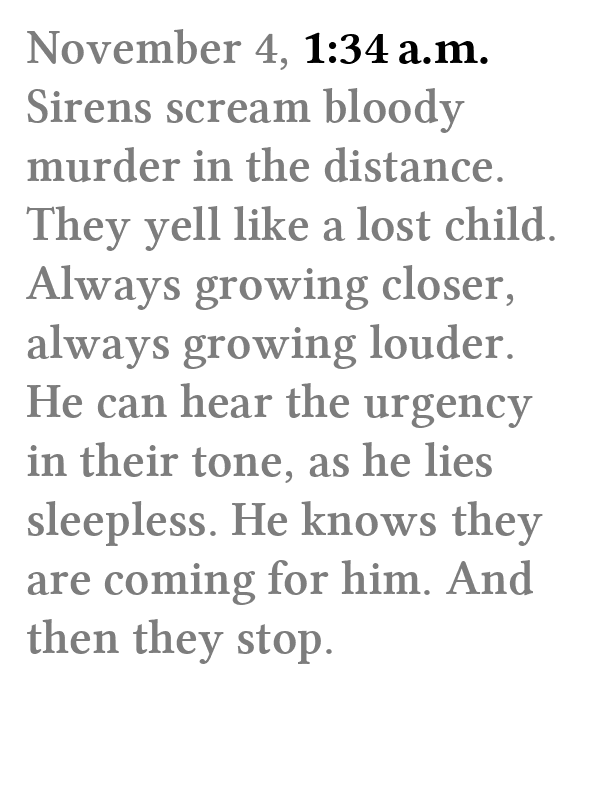 November 4, 1:34 a.m.
Sirens scream bloody
murder in the distance.
They yell like a lost child.
Always growing closer,
always growing louder.
He can hear the urgency
in their tone, as he lies
sleepless. He knows they
are coming for him. And
then they stop.